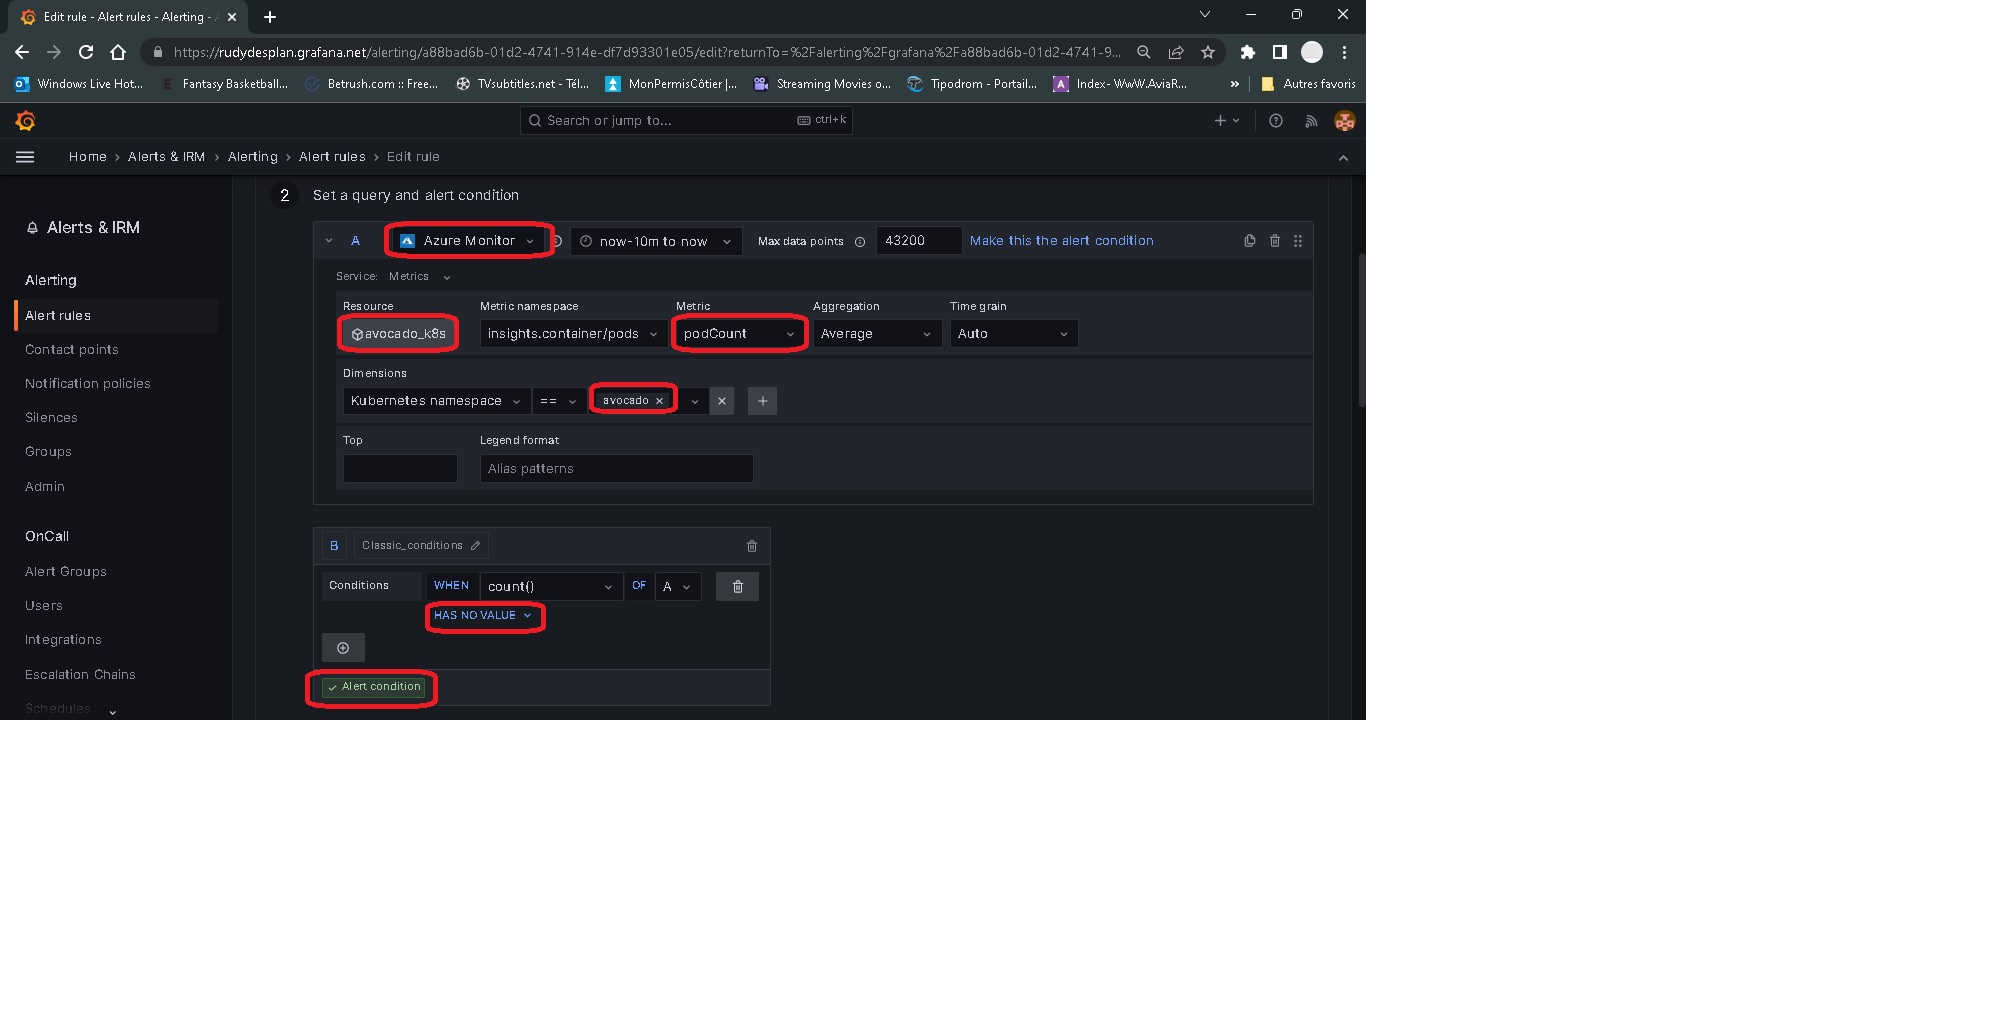 Edit rule - Alert rules - Alerting -
https://rudydesplan.grafana.net/alerting/a88bad6b-01d2-4741-914e-df7d93301e05/edit?returnTo=%2Falerting%2Fgrafana%2Fa88bad6b-01d2-4741-9...
Windows Live Hot... Fantasy Basketball... Betrush.com :: Free... TVsubtitles.net - Tél... MonPermisCôtier |... Streaming Movies o... Tipodrom - Portail... Index- WwW.AviaR... » Autres favoris
Search or jump to... ctrl+k
Home › Alerts & IRM › Alerting › Alert rules › Edit rule
Alerts & IRM
Alerting
Alert rules
Contact points
Notification policies
Silences
Groups
Admin
OnCall
Alert Groups
Users
Integrations
Escalation Chains
Schedules
2 Set a query and alert condition
A Azure Monitor now-10m to now Max data points 43200 Make this the alert condition
Service: Metrics
Resource Metric namespace Metric Aggregation Time grain
avocado_k8s insights.container/pods podCount Average Auto
Dimensions
Kubernetes namespace == avocado × × +
Top Legend format
Alias patterns
B Classic_conditions
Conditions WHEN count() OF A
HAS NO VALUE
Alert condition